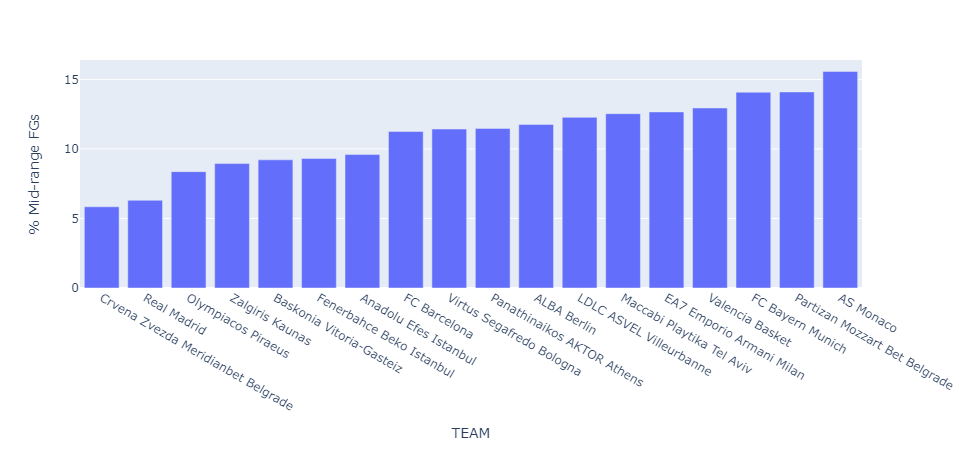 % Mid-range FGs
15
10
5
0
Crvena Zvezda Meridianbet Belgrade
Real Madrid
Olympiacos Piraeus
Zalgiris Kaunas
Baskonia Vitoria-Gasteiz
Fenerbahce Beko Istanbul
Anadolu Efes Istanbul
FC Barcelona
Virtus Segafredo Bologna
Panathinaikos AKTOR Athens
ALBA Berlin
LDLC ASVEL Villeurbanne
Maccabi Playtika Tel Aviv
EA7 Emporio Armani Milan
Valencia Basket
FC Bayern Munich
Partizan Mozzart Bet Belgrade
AS Monaco
TEAM